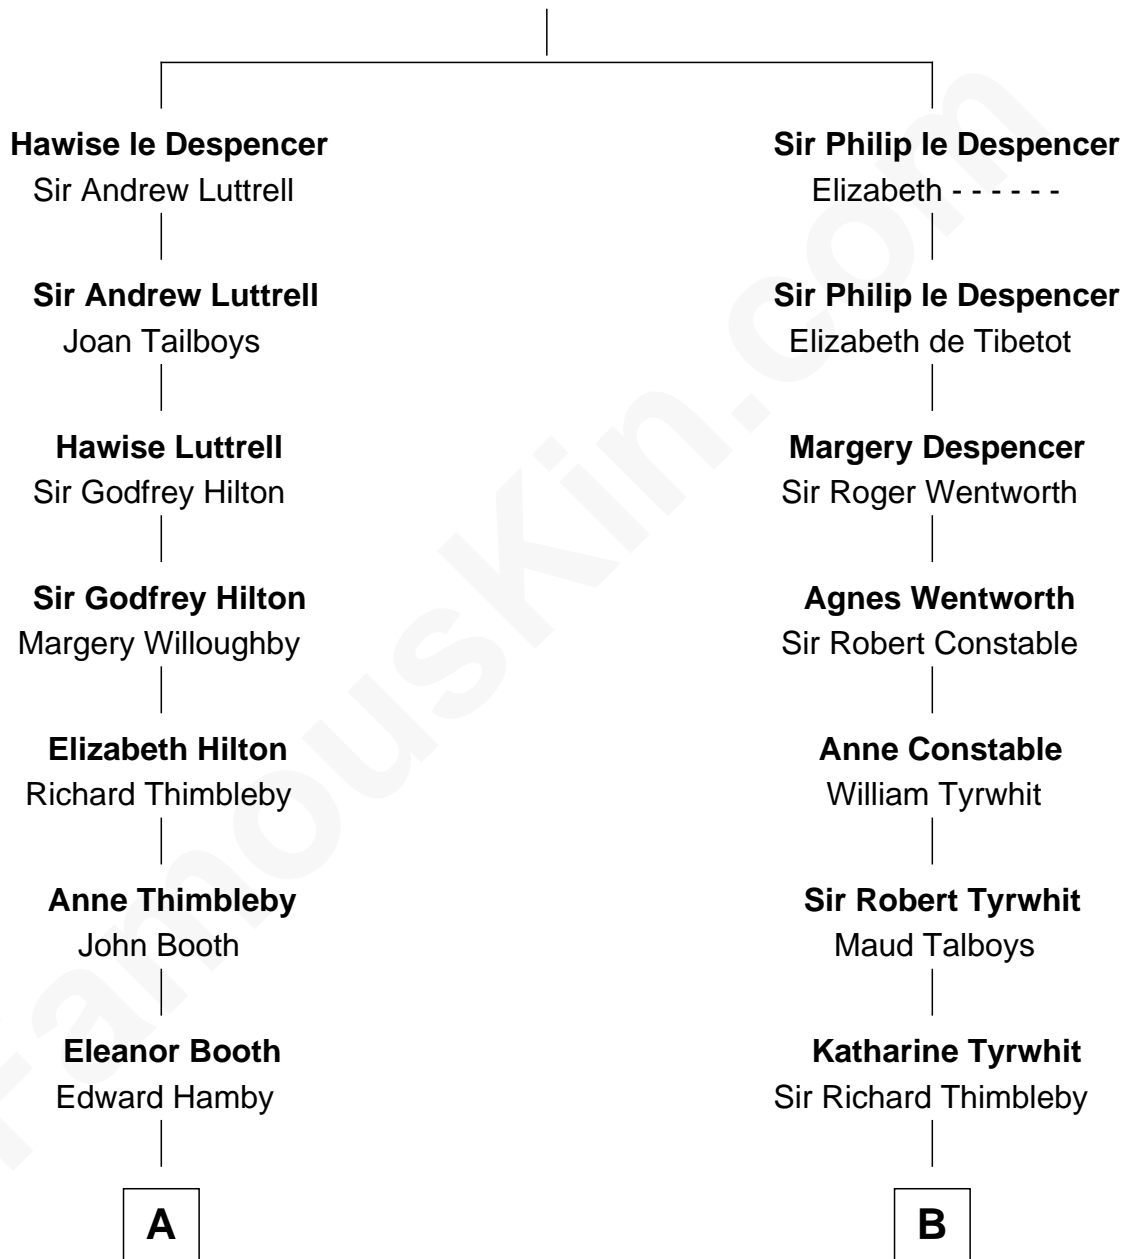 Hawise le Despencer
Sir Andrew Luttrell
Sir Andrew Luttrell
Joan Tailboys
Hawise Luttrell
Sir Godfrey Hilton
Sir Godfrey Hilton
Margery Willoughby
Elizabeth Hilton
Richard Thimbleby
Anne Thimbleby
John Booth
Eleanor Booth
Edward Hamby
A
Sir Philip le Despencer
Elizabeth - - - - - -
Sir Philip le Despencer
Elizabeth de Tibetot
Margery Despencer
Sir Roger Wentworth
Agnes Wentworth
Sir Robert Constable
Anne Constable
William Tyrwhit
Sir Robert Tyrwhit
Maud Talboys
Katharine Tyrwhit
Sir Richard Thimbleby
B
FamousKin.com